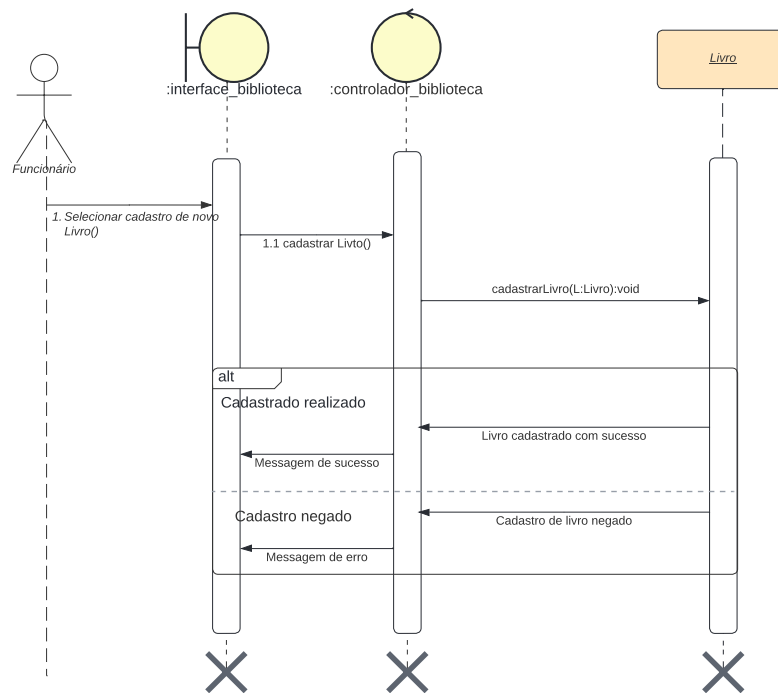 Livro
:interface_biblioteca
:controlador_biblioteca
Funcionário
1. Selecionar cadastro de novo
Livro()
1.1 cadastrar Livto()
cadastrarLivro(L:Livro):void
alt
Cadastrado realizado
Livro cadastrado com sucesso
Messagem de sucesso
Cadastro negado
Cadastro de livro negado
Messagem de erro